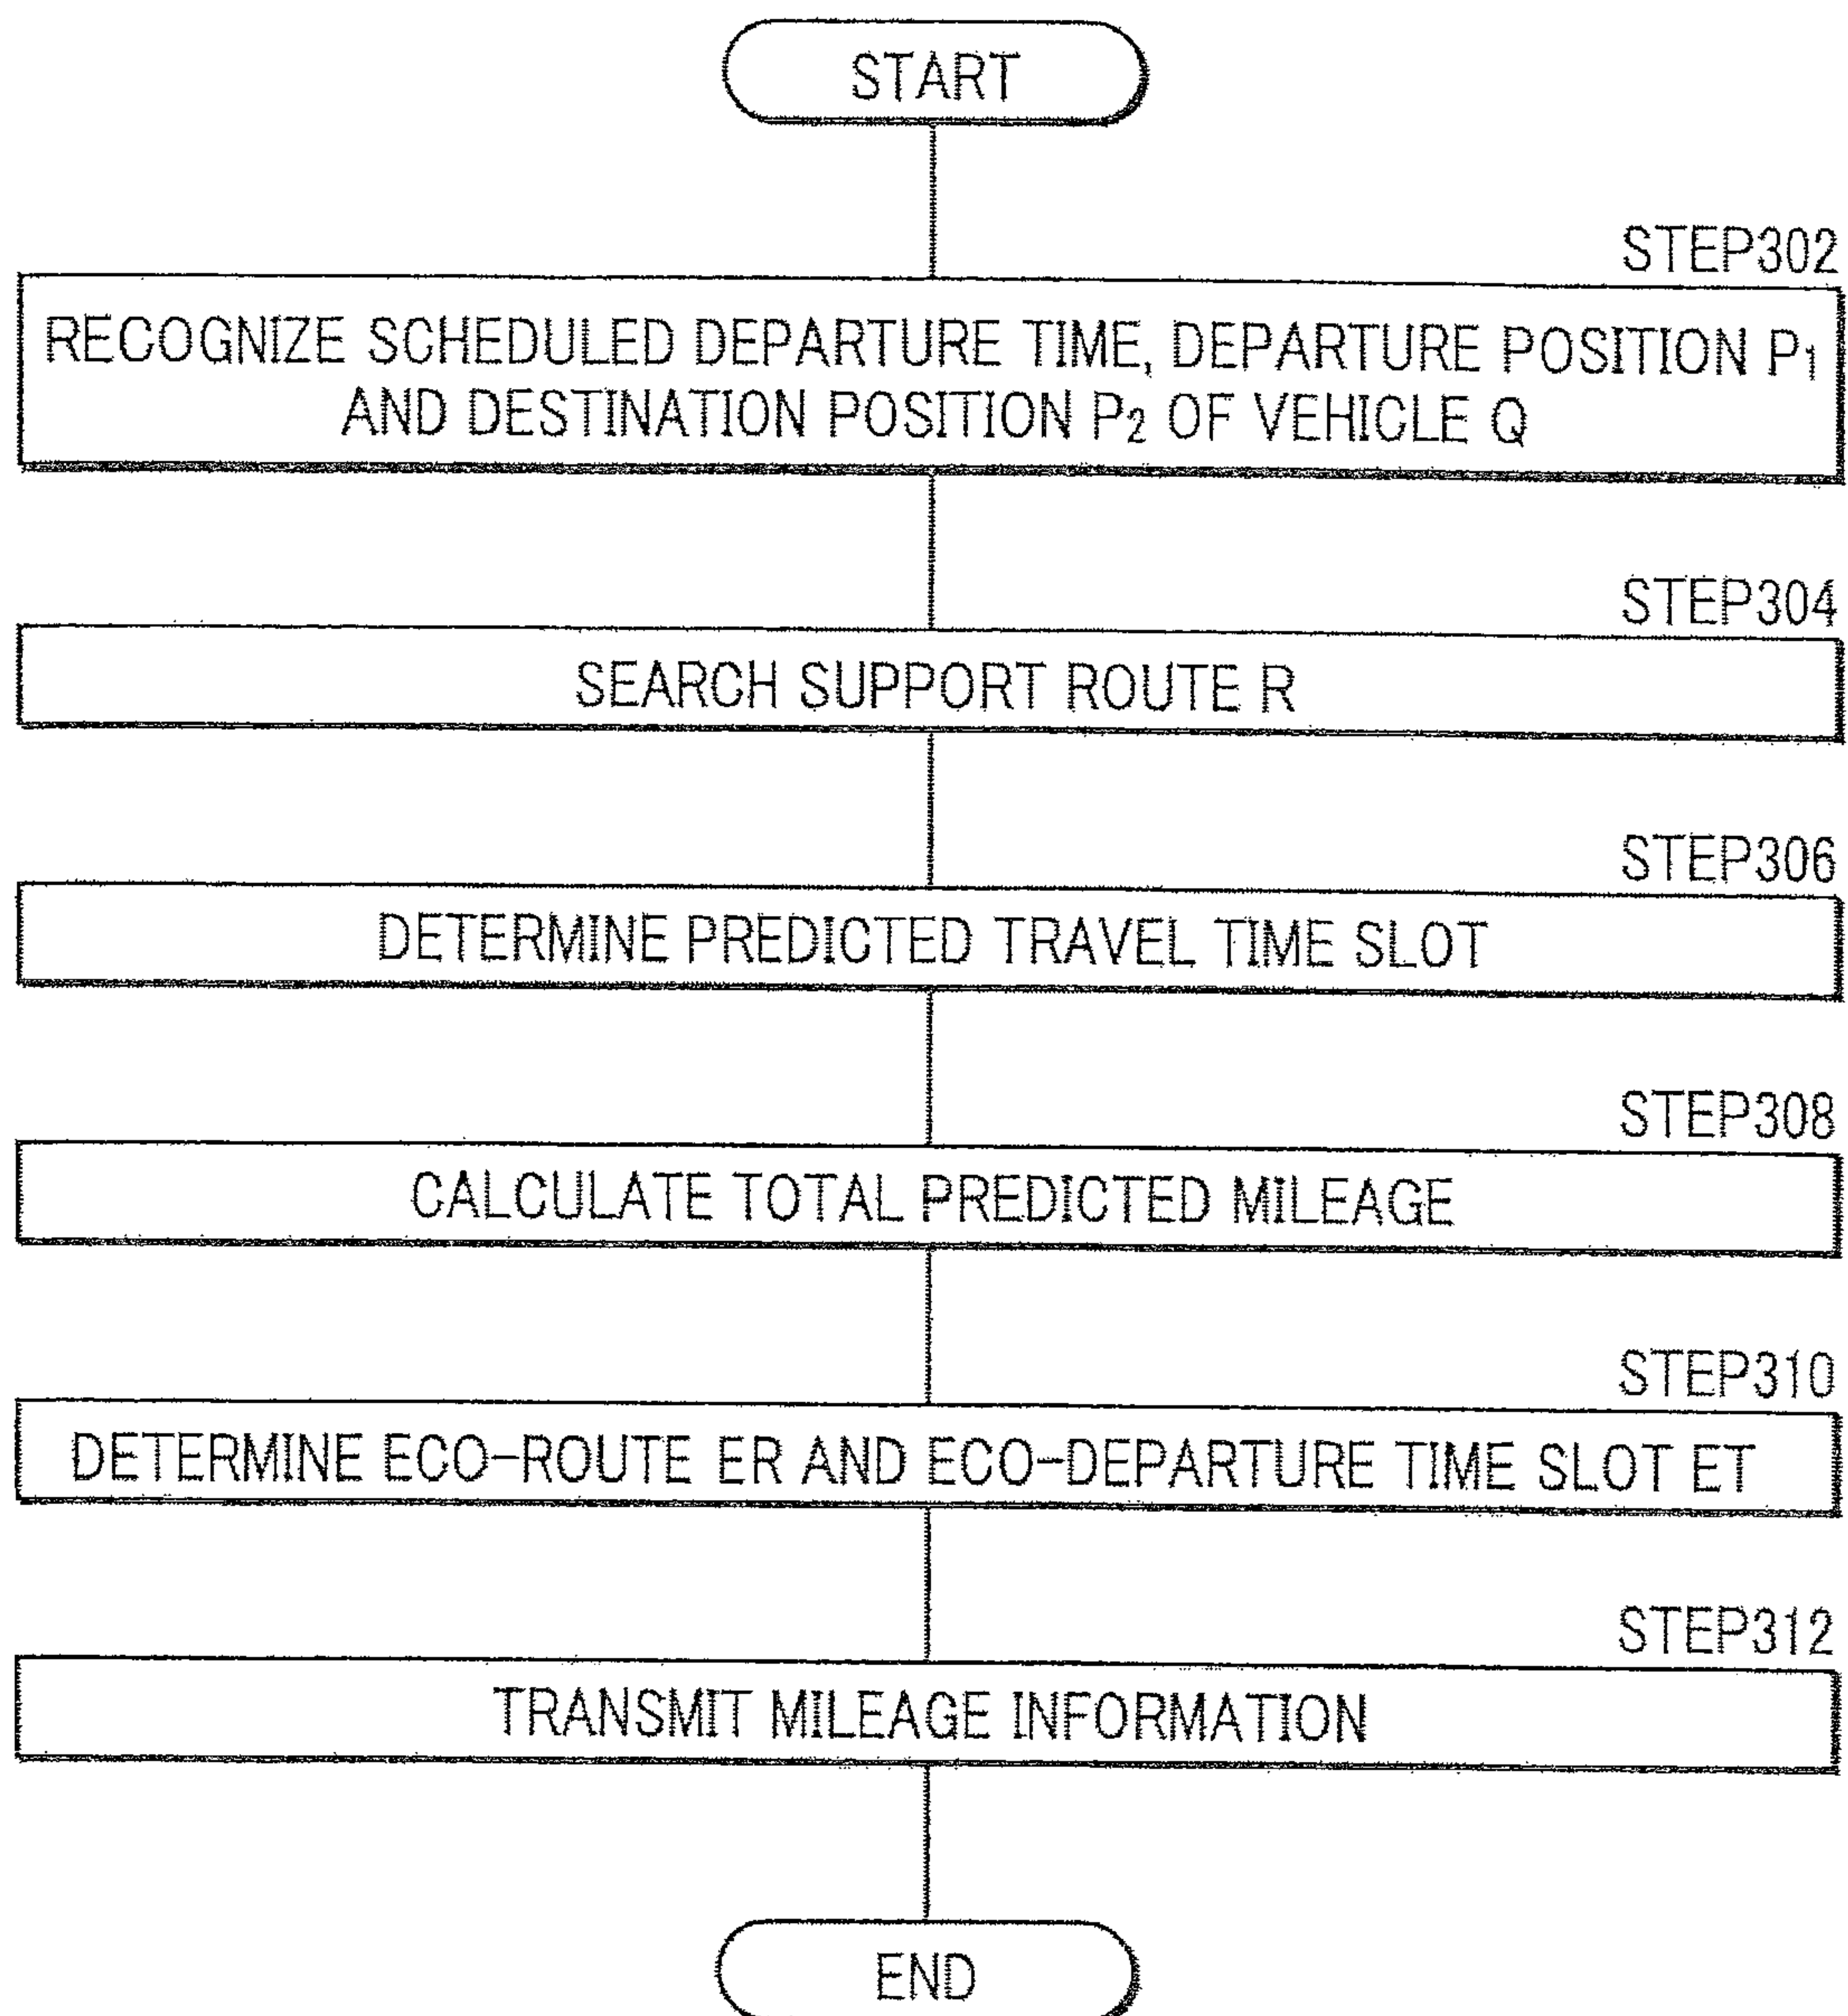 START
STEP302
RECOGNIZE SCHEDULED DEPARTURE TIME, DEPARTURE POSITION P1
AND DESTINATION POSITION P2 OF VEHICLE Q
STEP304
SEARCH SUPPORT ROUTE R
STEP306
DETERMINE PREDICTED TRAVEL TIME SLOT
STEP308
CALCULATE TOTAL PREDICTED MILEAGE
STEP310
DETERMINE ECO-ROUTE ER AND ECO-DEPARTURE TIME SLOT ET
STEP312
TRANSMIT MILEAGE INFORMATION
END